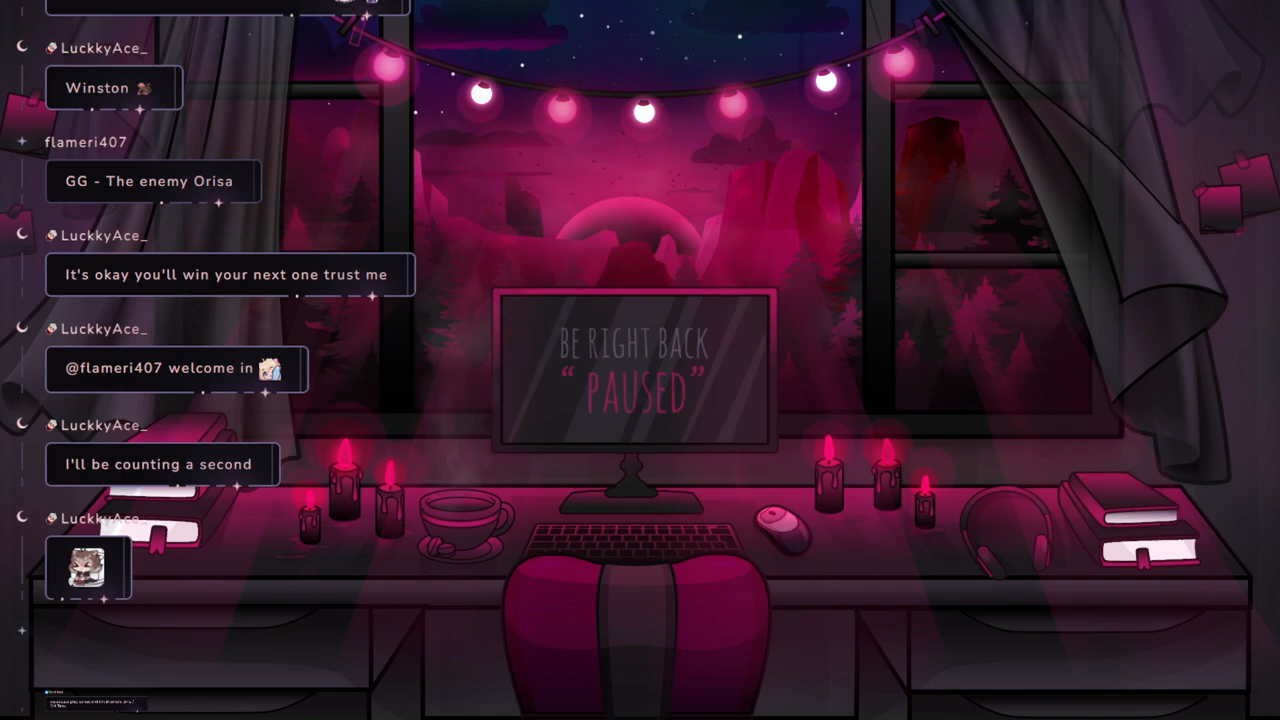 LuckkyAce_
Winston
flameri407
GG - The enemy Orisa
LuckkyAce_
It's okay you'll win your next one trust me
LuckkyAce_
@flameri407 welcome in
LuckkyAce_
I'll be counting a second
LuckkyAce_
BE RIGHT BACK
“ PAUSED”